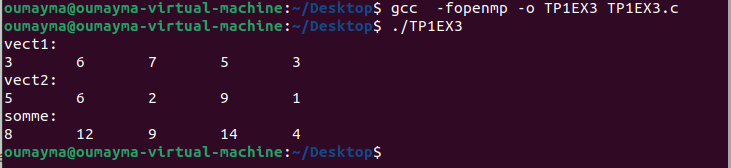 oumayma@oumayma-virtual-machine:~/Desktop$ gcc  -fopenmp -o TP1EX3 TP1EX3.c
oumayma@oumayma-virtual-machine:~/Desktop$ ./TP1EX3
vect1:
3       6       7       5       3
vect2:
5       6       2       9       1
somme:
8       12      9       14      4
oumayma@oumayma-virtual-machine:~/Desktop$